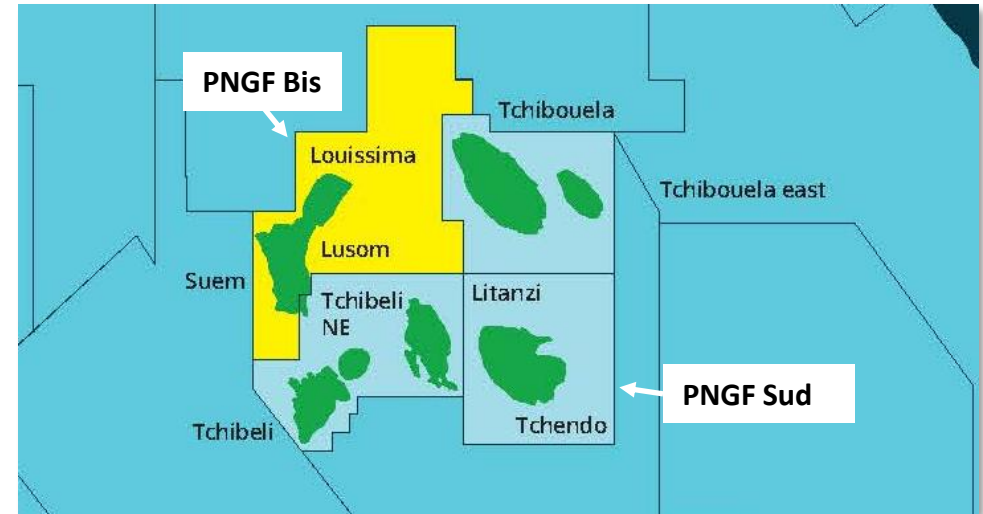 PNGF Bis
Tchibouela
Louissima
Tchibouela east
Lusom
Suem
Tchibeli
NE
Litanzi
PNGF Sud
Tchibeli
Tchendo